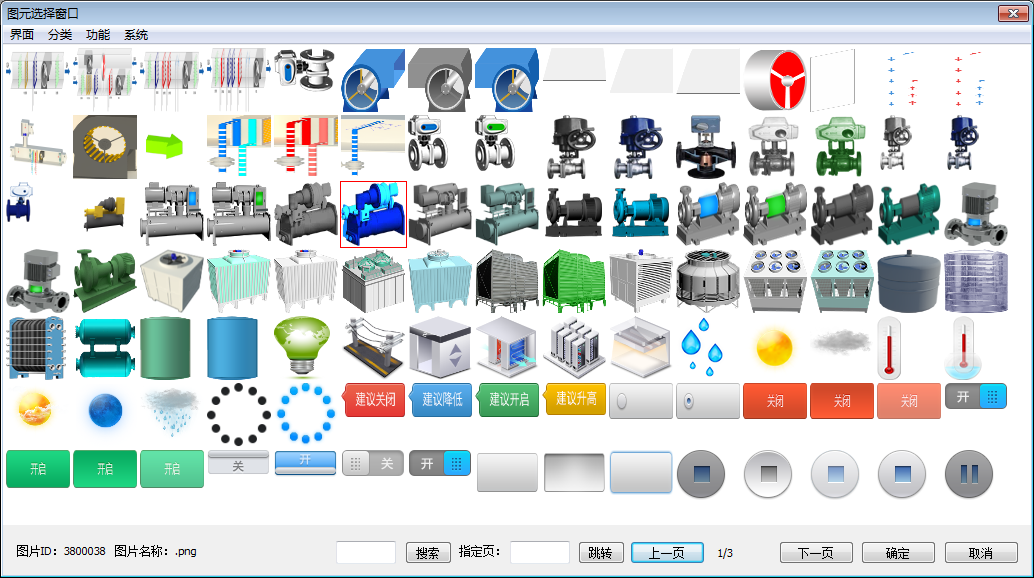 图元选择窗口
界面 分类 功能 系统
建议关闭 建议降低 建议开启 建议升高 关闭 关闭 关闭 开
开启 开启 开启 关 开 关 开
图片ID: 3800038 图片名称: .png 搜索 指定页: 跳转 上一页 1/3 下一页 确定 取消